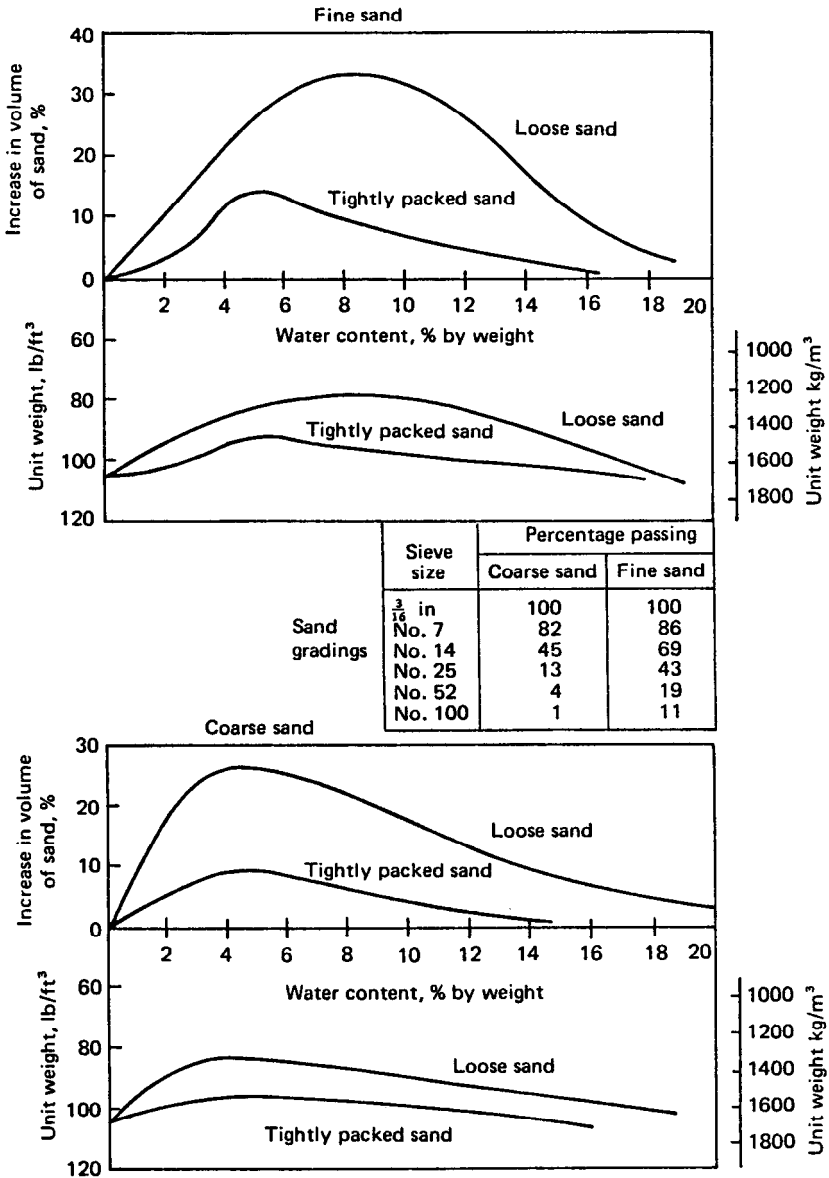 Fine sand
Increase in volume
of sand, %
40
30
20
10
0
Loose sand
Tightly packed sand
2 4 6 8 10 12 14 16 18 20
Water content, % by weight
Unit weight, lb/ft³
60
80
100
120
Loose sand
Tightly packed sand
1000
1200
1400
1600
1800
Unit weight kg/m³
Sand
gradings
Sieve
size
Percentage passing
Coarse sand Fine sand
3/16 in 100 100
No. 7 82 86
No. 14 45 69
No. 25 13 43
No. 52 4 19
No. 100 1 11
Coarse sand
Increase in volume
of sand, %
30
20
10
0
Loose sand
Tightly packed sand
2 4 6 8 10 12 14 16 18 20
Water content, % by weight
Unit weight, lb/ft³
60
80
100
120
Loose sand
Tightly packed sand
1000
1200
1400
1600
1800
Unit weight kg/m³